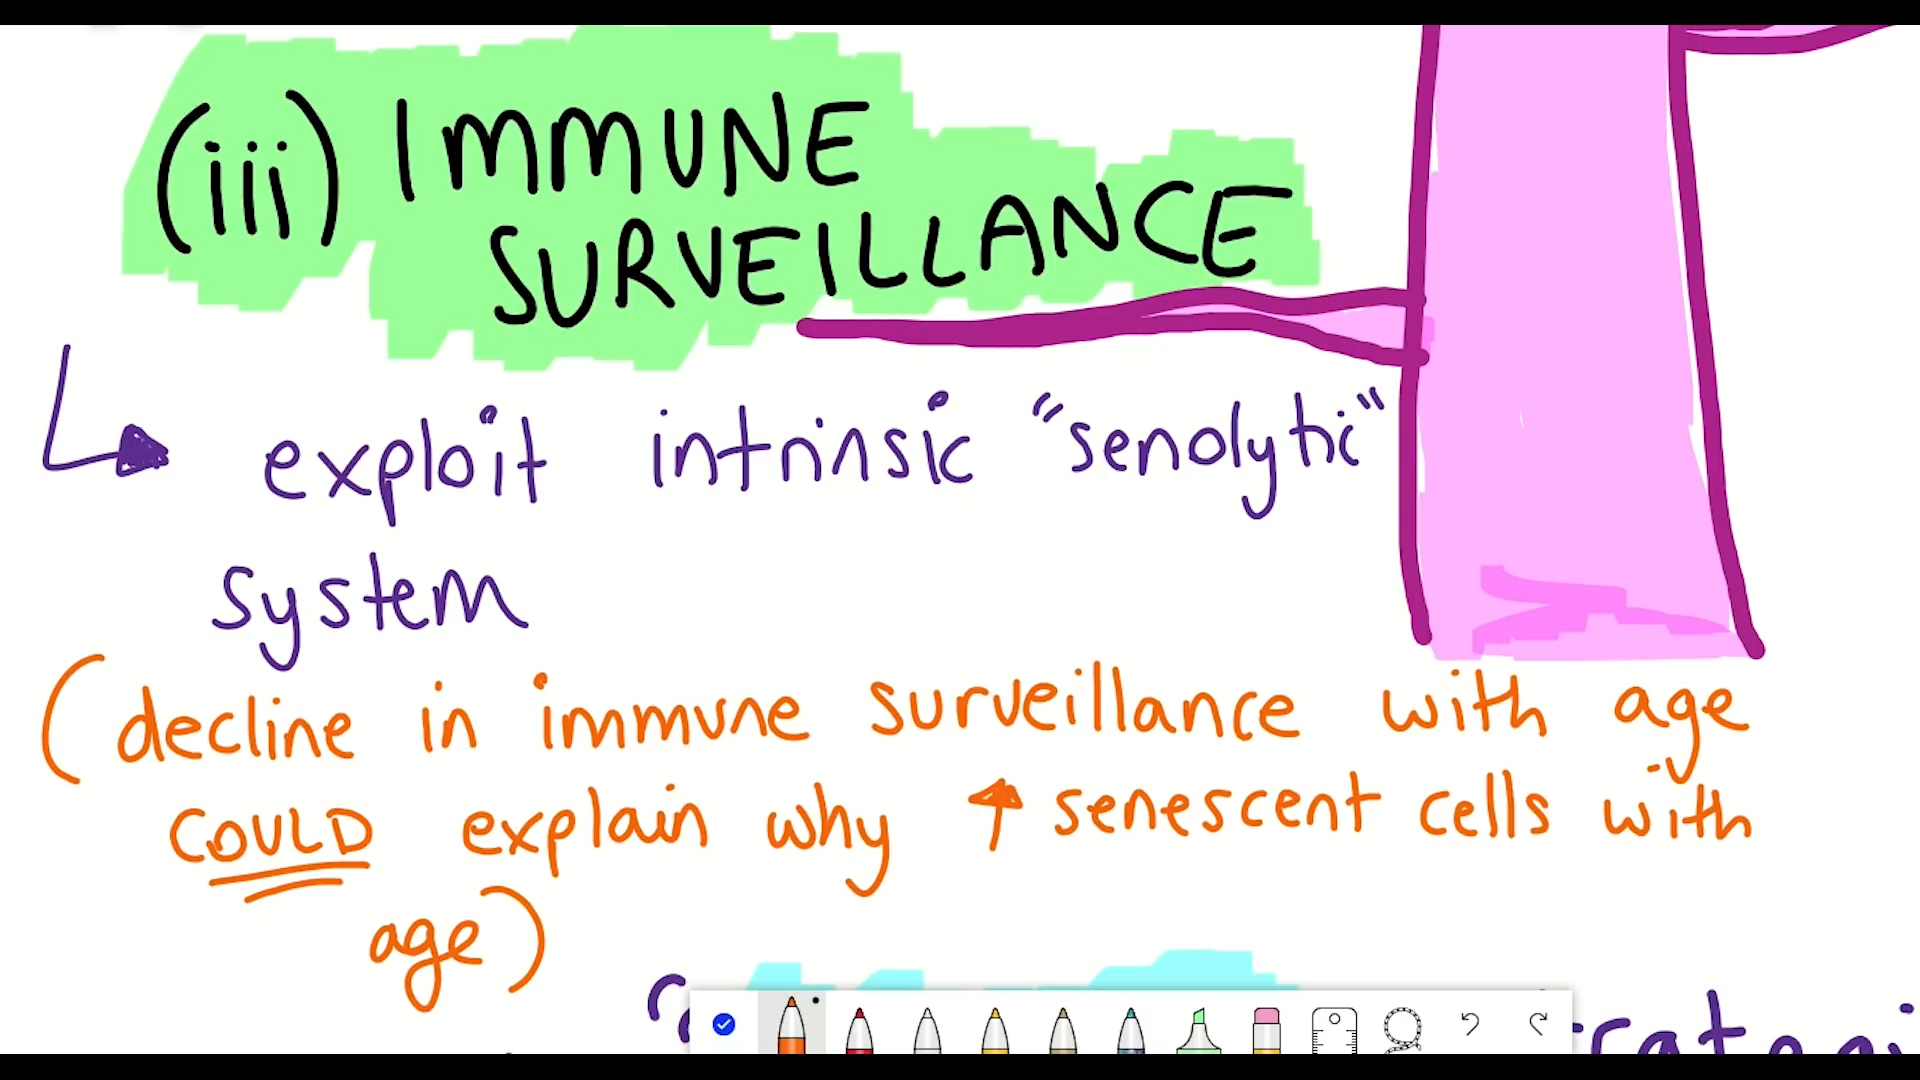 (iii) IMMUNE
SURVEILLANCE
exploit intrinsic "senolytic"
system
(decline in immune surveillance with age
COULD explain why ↑ senescent cells with
age)